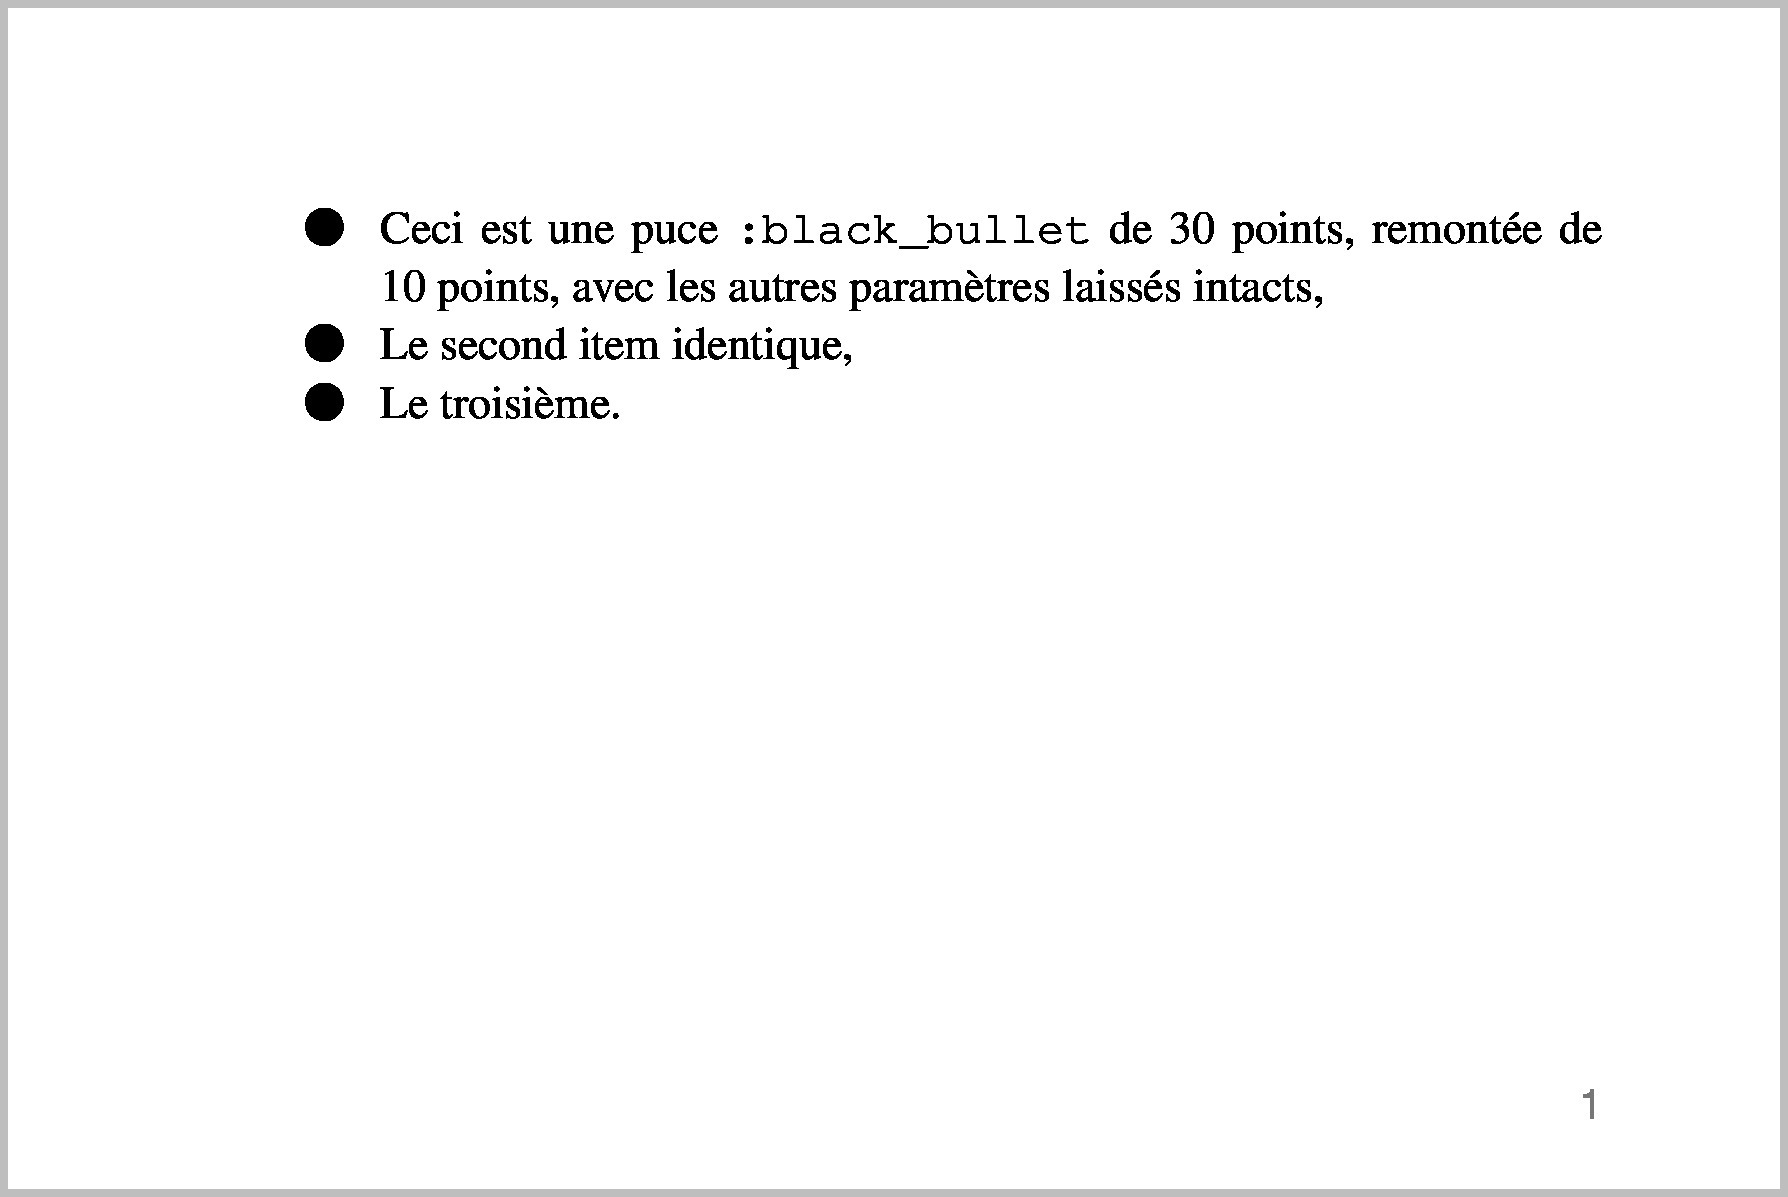 ● Ceci est une puce :black_bullet de 30 points, remontée de
10 points, avec les autres paramètres laissés intacts,
● Le second item identique,
● Le troisième.
1